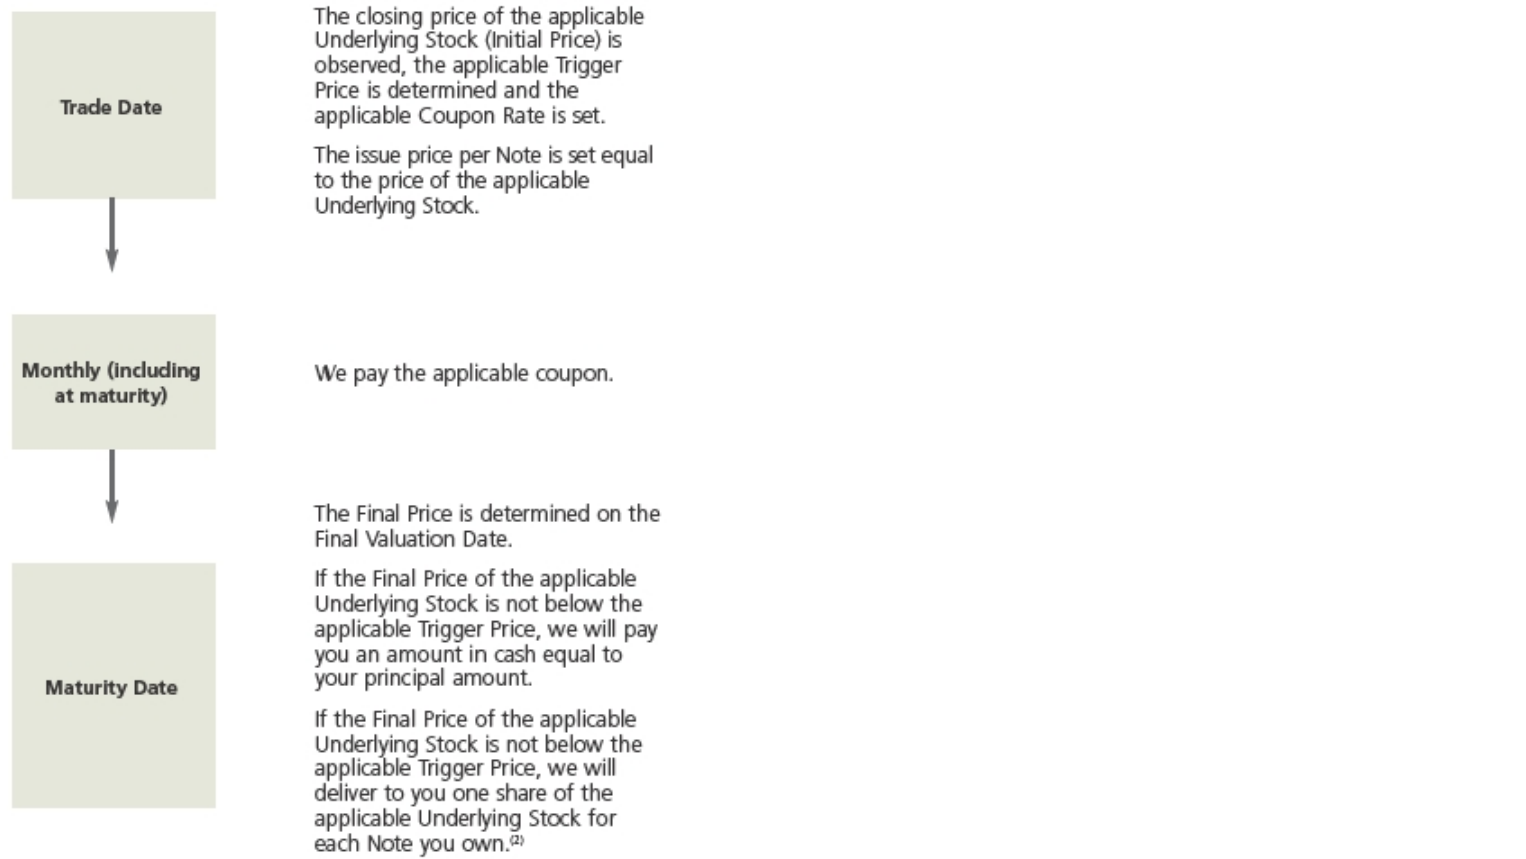 Trade Date
The closing price of the applicable
Underlying Stock (Initial Price) is
observed, the applicable Trigger
Price is determined and the
applicable Coupon Rate is set.
The issue price per Note is set equal
to the price of the applicable
Underlying Stock.
Monthly (including
at maturity)
We pay the applicable coupon.
Maturity Date
The Final Price is determined on the
Final Valuation Date.
If the Final Price of the applicable
Underlying Stock is not below the
applicable Trigger Price, we will pay
you an amount in cash equal to
your principal amount.
If the Final Price of the applicable
Underlying Stock is not below the
applicable Trigger Price, we will
deliver to you one share of the
applicable Underlying Stock for
each Note you own.(2)